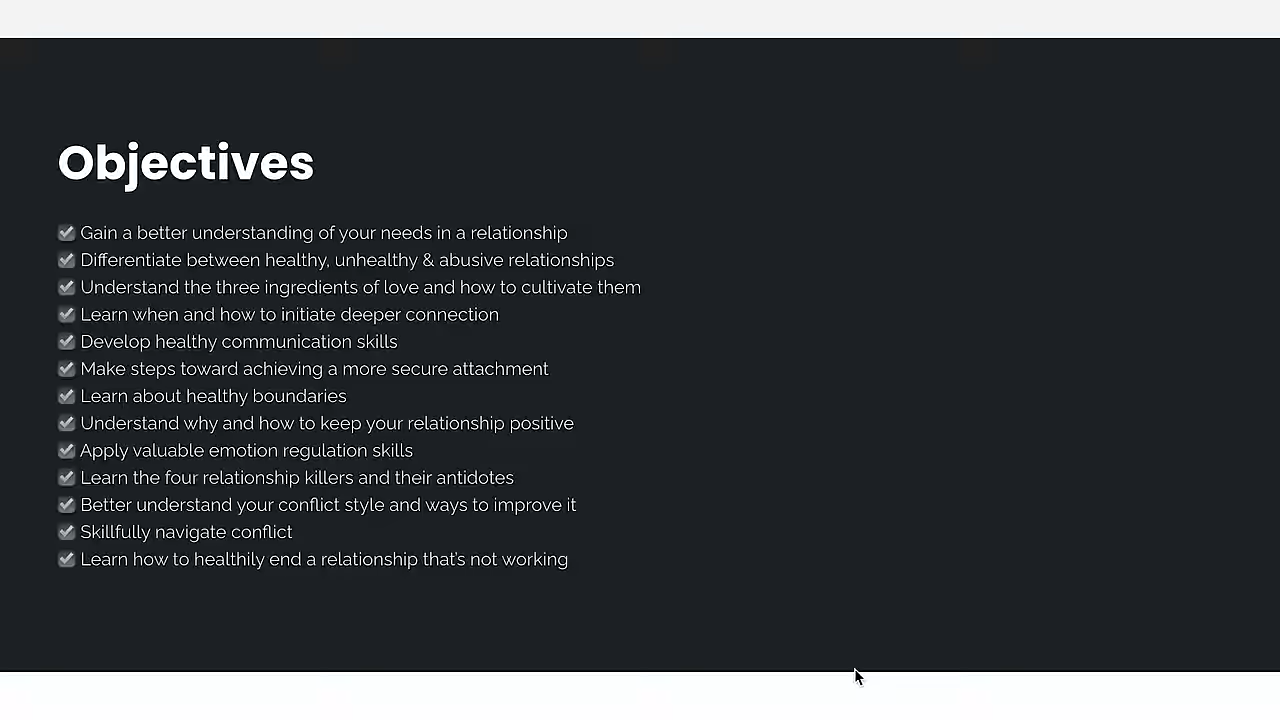 Objectives
Gain a better understanding of your needs in a relationship
Differentiate between healthy, unhealthy & abusive relationships
Understand the three ingredients of love and how to cultivate them
Learn when and how to initiate deeper connection
Develop healthy communication skills
Make steps toward achieving a more secure attachment
Learn about healthy boundaries
Understand why and how to keep your relationship positive
Apply valuable emotion regulation skills
Learn the four relationship killers and their antidotes
Better understand your conflict style and ways to improve it
Skillfully navigate conflict
Learn how to healthily end a relationship that's not working